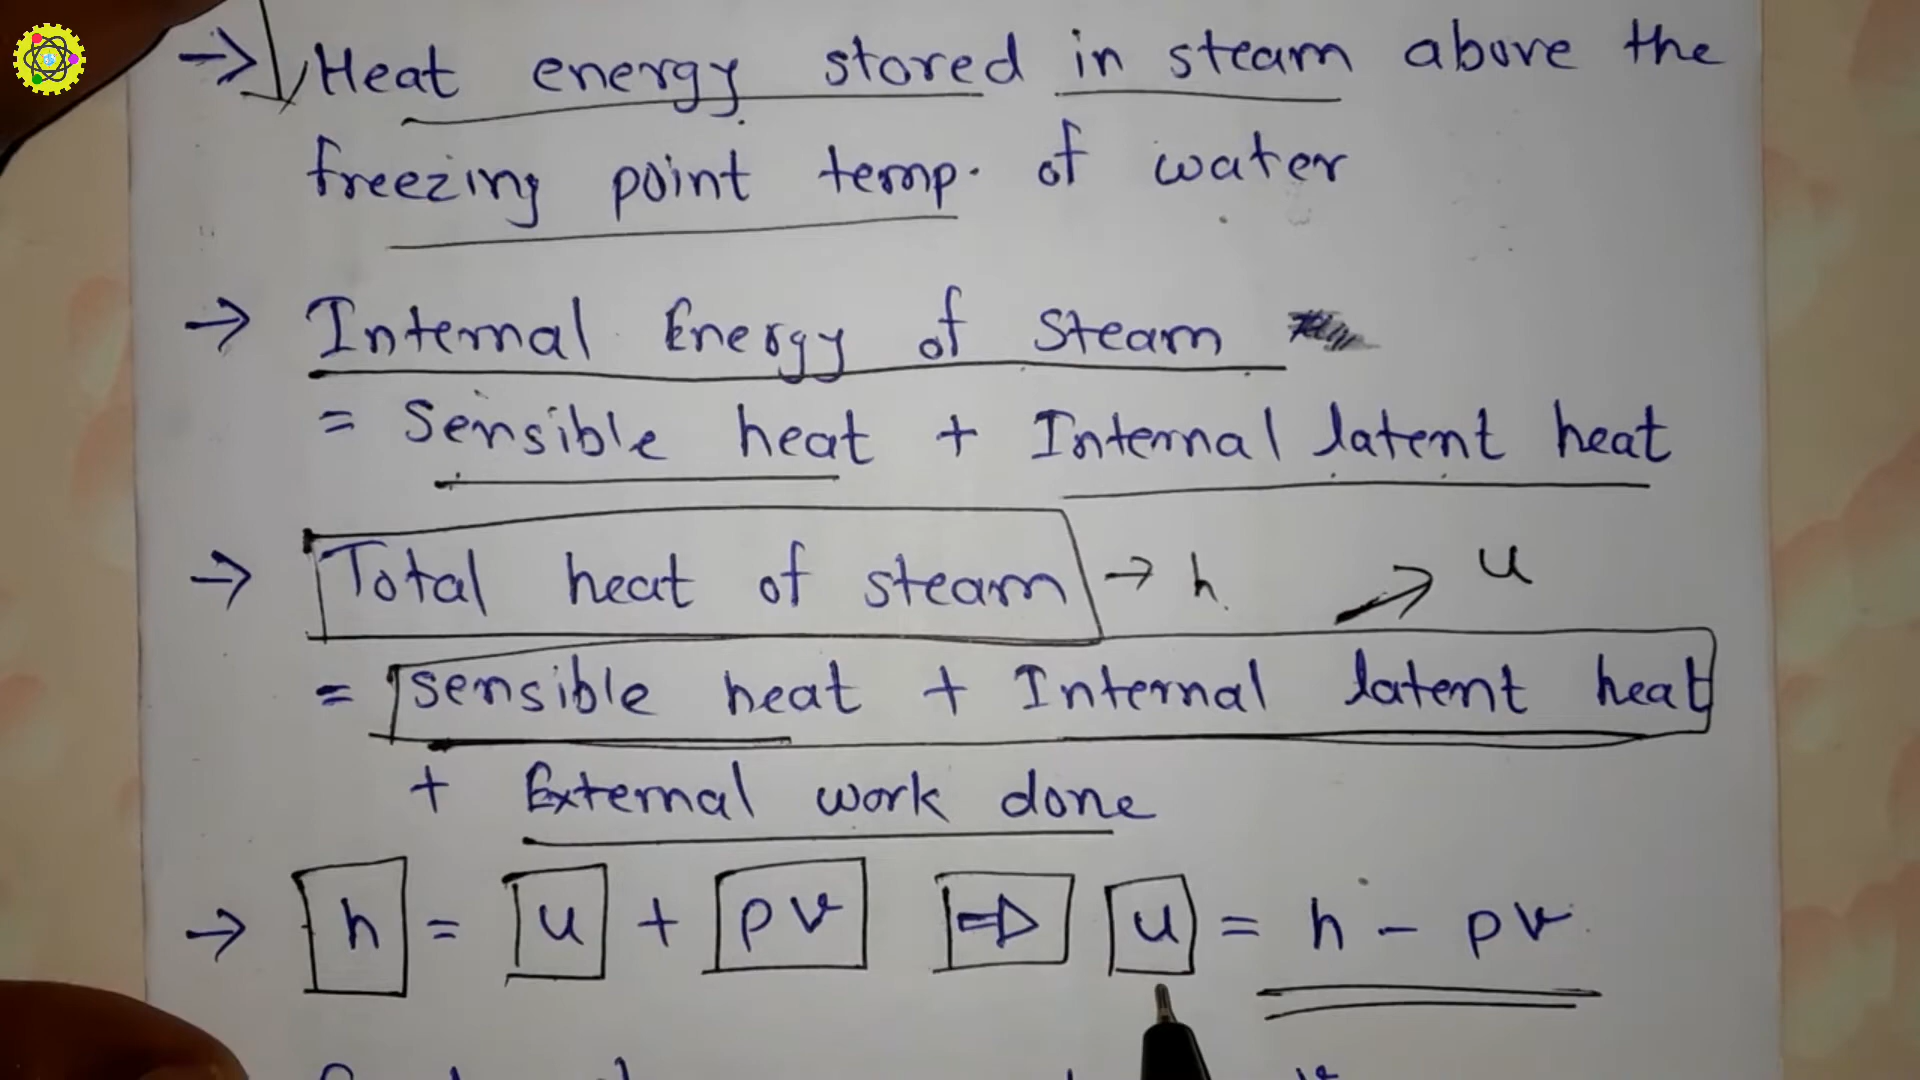 → Heat energy stored in steam above the
freezing point temp. of water
→ Internal Energy of steam
= Sensible heat + Internal latent heat
→ Total heat of steam → h → u
= sensible heat + Internal latent heat
+ External work done
→ h = u + pv ⇒ u = h - pv